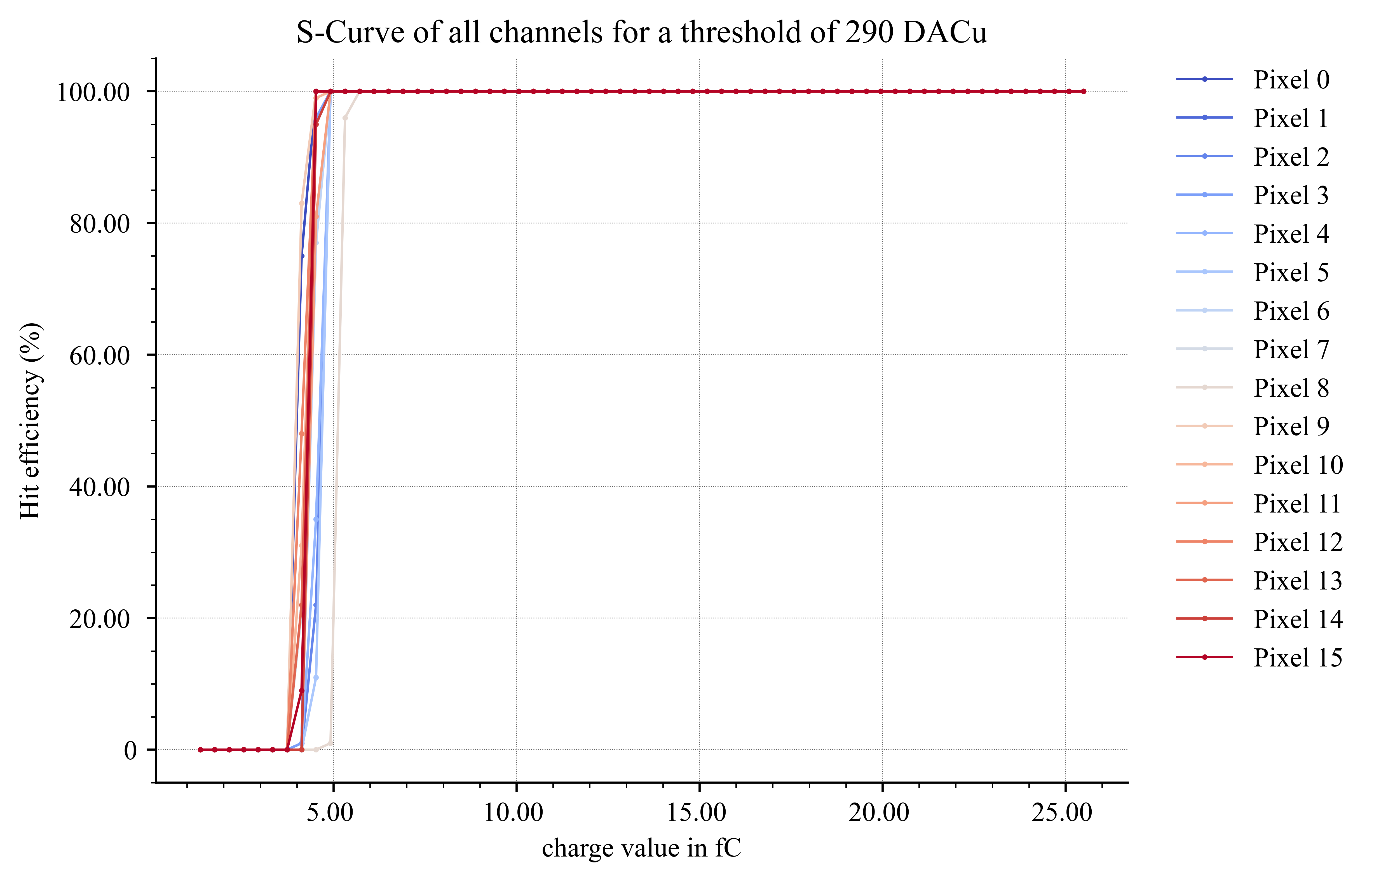 S-Curve of all channels for a threshold of 290 DACu
100.00
80.00
60.00
40.00
20.00
0
Hit efficiency (%)
5.00 10.00 15.00 20.00 25.00
charge value in fC
Pixel 0
Pixel 1
Pixel 2
Pixel 3
Pixel 4
Pixel 5
Pixel 6
Pixel 7
Pixel 8
Pixel 9
Pixel 10
Pixel 11
Pixel 12
Pixel 13
Pixel 14
Pixel 15